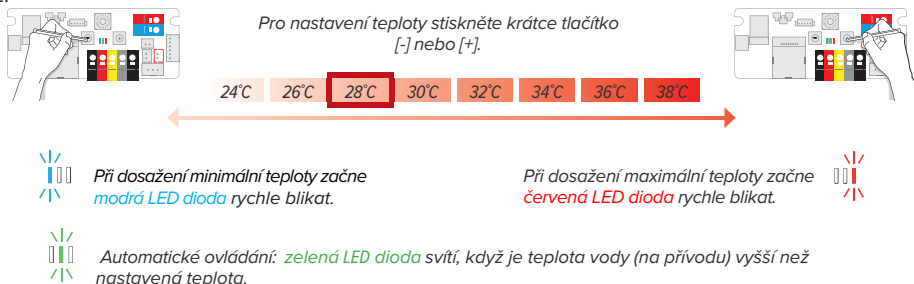 Pro nastavení teploty stiskněte krátce tlačítko
[-] nebo [+].
24°C 26°C 28°C 30°C 32°C 34°C 36°C 38°C
Při dosažení minimální teploty začne
modrá LED dioda rychle blikat.
Při dosažení maximální teploty začne
červená LED dioda rychle blikat.
Automatické ovládání: zelená LED dioda svítí, když je teplota vody (na přívodu) vyšší než
nastavená teplota.